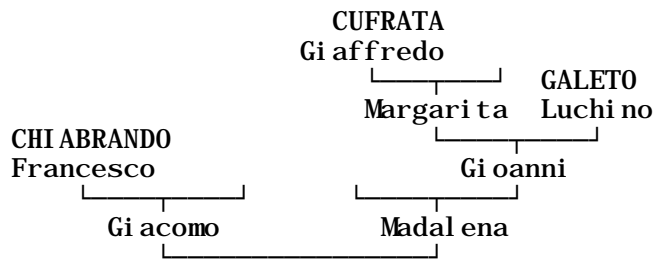 CUFRATA
Giaffredo
GALETO
Margarita Luchino
CHIABRANDO
Francesco Gioanni
Giacomo Madalena